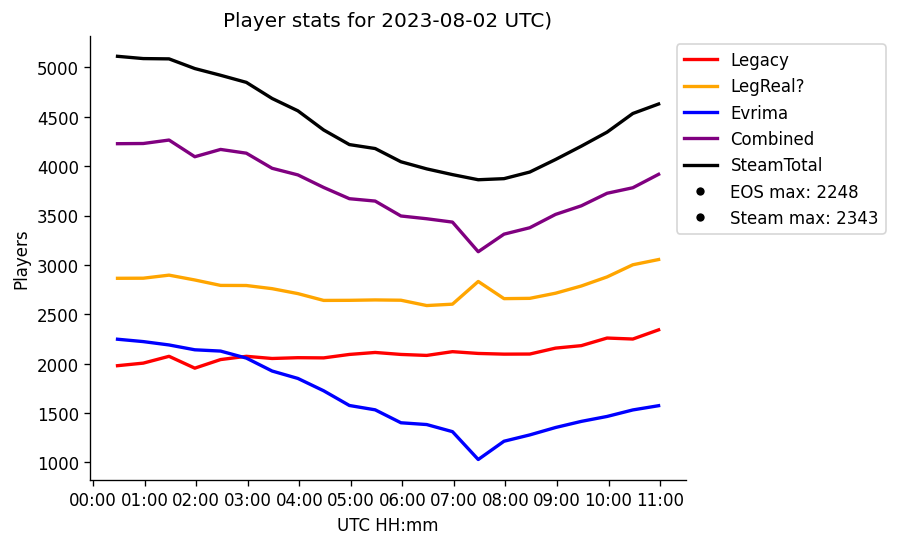 Player stats for 2023-08-02 UTC)
Legacy
LegReal?
Evrima
Combined
SteamTotal
EOS max: 2248
Steam max: 2343
Players
5000
4500
4000
3500
3000
2500
2000
1500
1000
00:00 01:00 02:00 03:00 04:00 05:00 06:00 07:00 08:00 09:00 10:00 11:00
UTC HH:mm